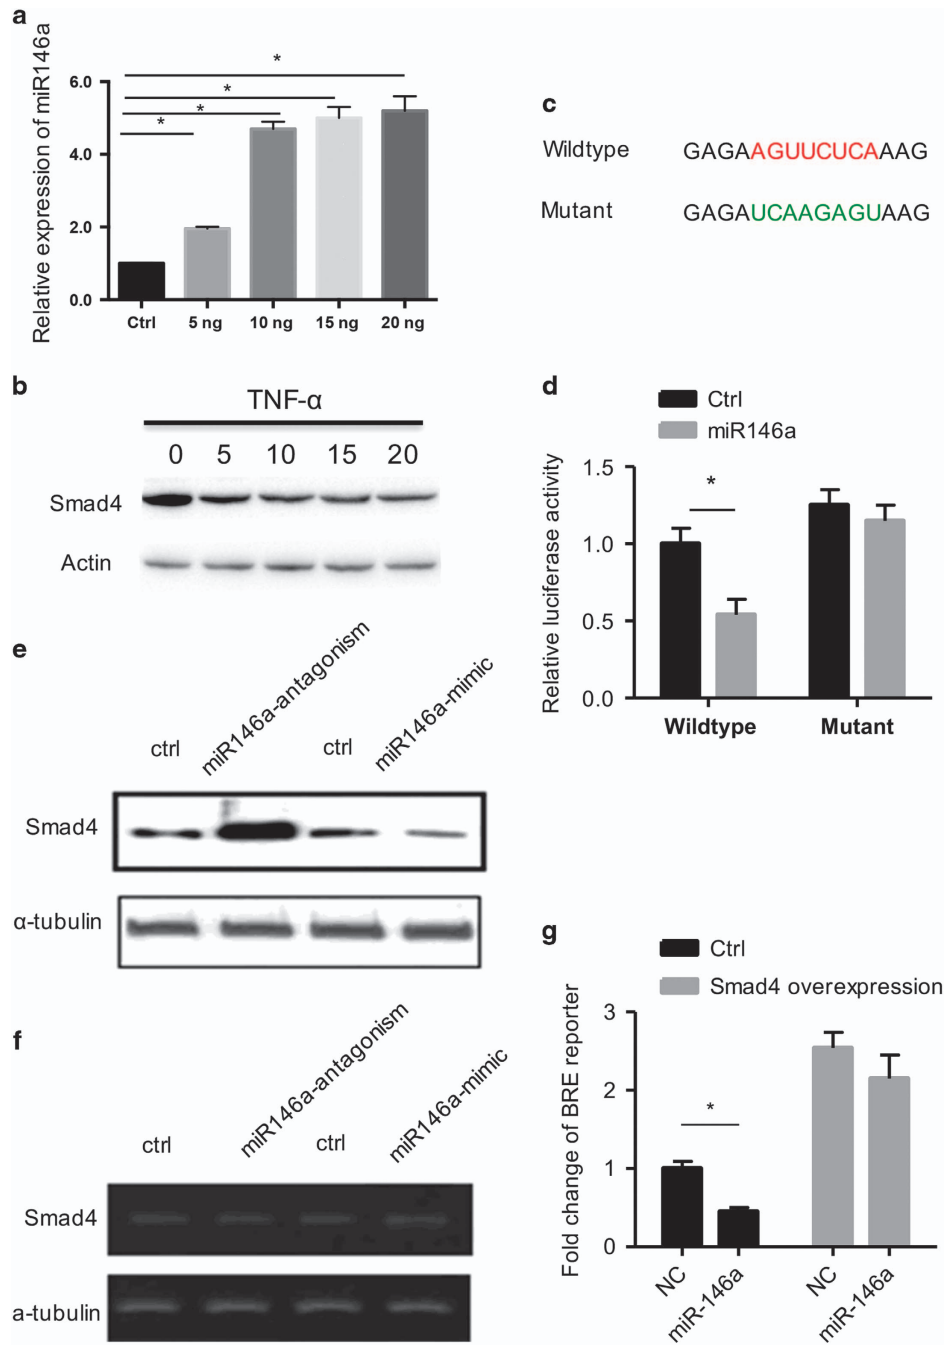 a
Relative expression of miR146a
6.0
4.0
2.0
0.0
*
*
*
*
Ctrl 5 ng 10 ng 15 ng 20 ng
b
TNF-α
0 5 10 15 20
Smad4
Actin
c
Wildtype GAGAAGUUCUCAAAG
Mutant GAGAUCAAGAGUAAG
d
Ctrl
miR146a
Relative luciferase activity
1.5
1.0
0.5
0.0
*
Wildtype Mutant
e
ctrl miR146a-antagonism ctrl miR146a-mimic
Smad4
α-tubulin
f
ctrl miR146a-antagonism ctrl miR146a-mimic
Smad4
a-tubulin
g
Ctrl
Smad4 overexpression
Fold change of BRE reporter
3
2
1
0
*
NC miR-146a NC miR-146a